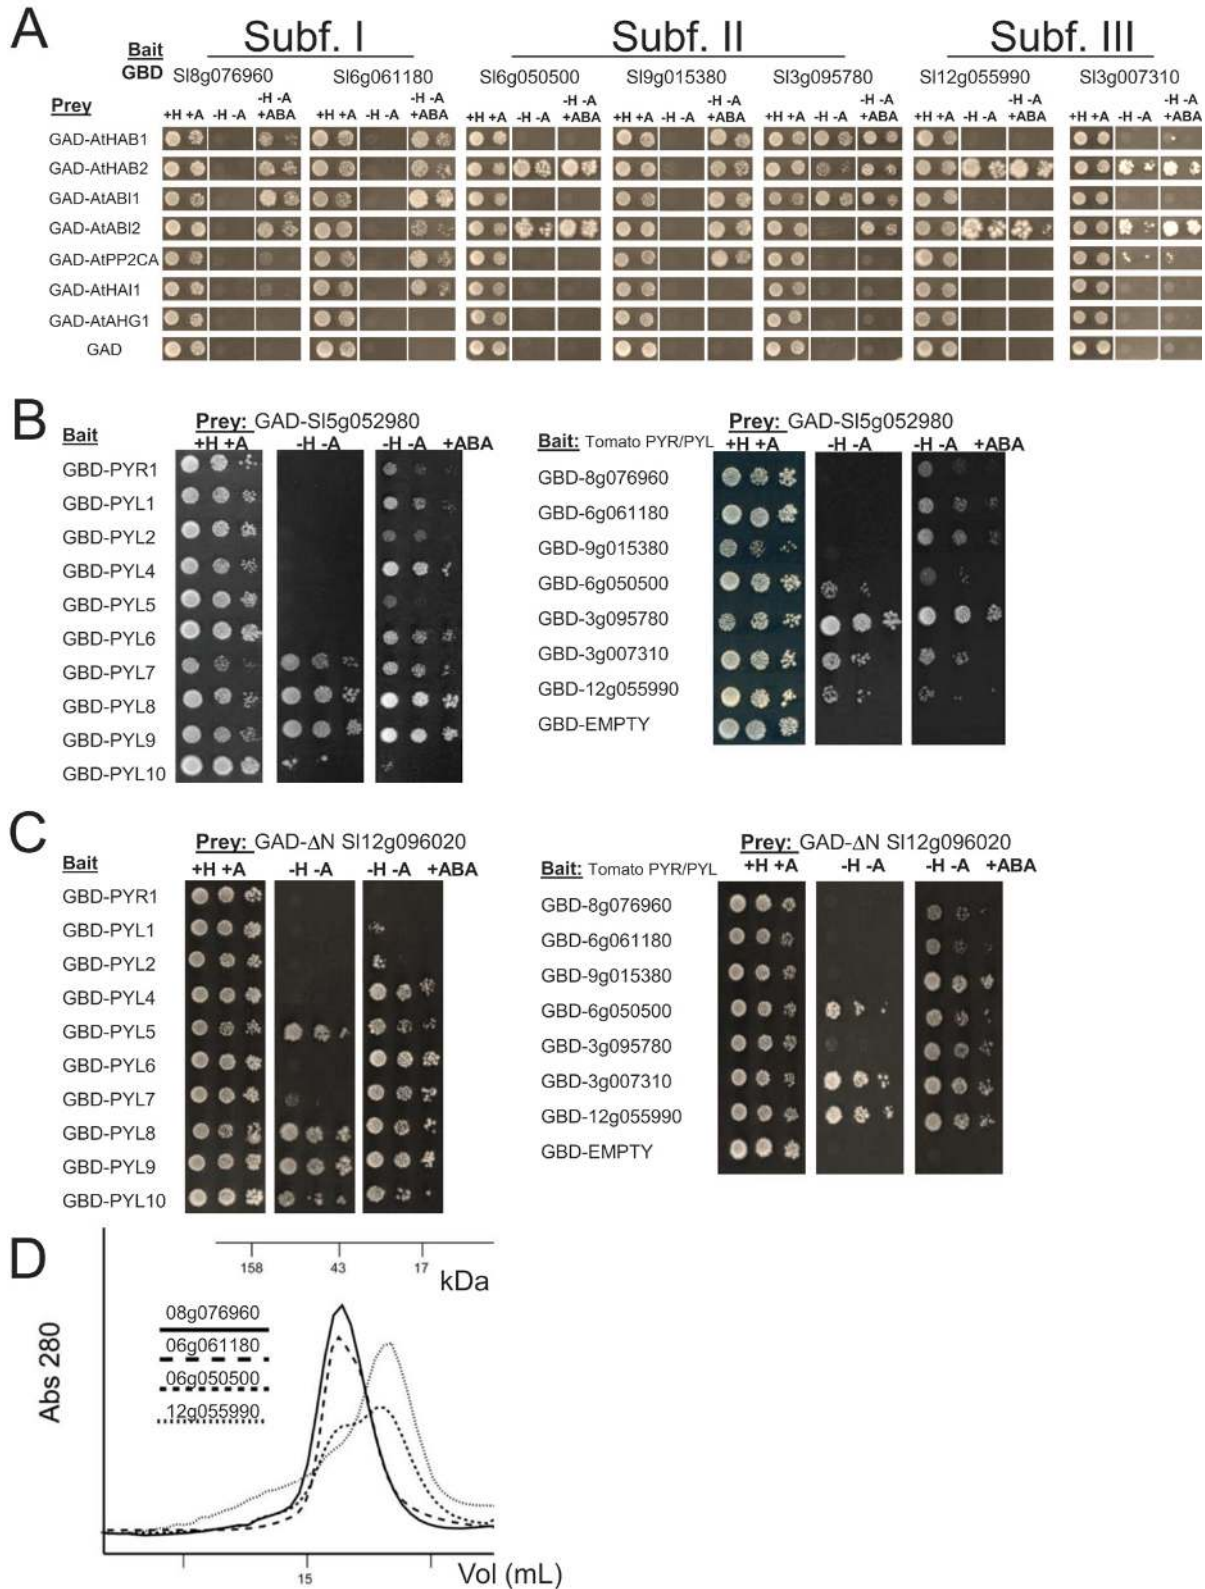 A
Subf. I Subf. II Subf. III
Bait
GBD Sl8g076960 Sl6g061180 Sl6g050500 Sl9g015380 Sl3g095780 Sl12g055990 Sl3g007310
-H -A -H -A -H -A -H -A -H -A -H -A -H -A
Prey +H +A -H -A +ABA +H +A -H -A +ABA +H +A -H -A +ABA +H +A -H -A +ABA +H +A -H -A +ABA +H +A -H -A +ABA +H +A -H -A +ABA
GAD-AtHAB1
GAD-AtHAB2
GAD-AtABI1
GAD-AtABI2
GAD-AtPP2CA
GAD-AtHAI1
GAD-AtAHG1
GAD
B
Prey: GAD-Sl5g052980
Bait
+H +A -H -A -H -A +ABA
GBD-PYR1
GBD-PYL1
GBD-PYL2
GBD-PYL4
GBD-PYL5
GBD-PYL6
GBD-PYL7
GBD-PYL8
GBD-PYL9
GBD-PYL10
Prey: GAD-Sl5g052980
Bait: Tomato PYR/PYL +H +A -H -A -H -A +ABA
GBD-8g076960
GBD-6g061180
GBD-9g015380
GBD-6g050500
GBD-3g095780
GBD-3g007310
GBD-12g055990
GBD-EMPTY
C
Prey: GAD-ΔN Sl12g096020
Bait
+H +A -H -A -H -A +ABA
GBD-PYR1
GBD-PYL1
GBD-PYL2
GBD-PYL4
GBD-PYL5
GBD-PYL6
GBD-PYL7
GBD-PYL8
GBD-PYL9
GBD-PYL10
Prey: GAD-ΔN Sl12g096020
Bait: Tomato PYR/PYL +H +A -H -A -H -A +ABA
GBD-8g076960
GBD-6g061180
GBD-9g015380
GBD-6g050500
GBD-3g095780
GBD-3g007310
GBD-12g055990
GBD-EMPTY
D
158 43 17
kDa
08g076960
06g061180
06g050500
12g055990
Abs 280
15
Vol (mL)